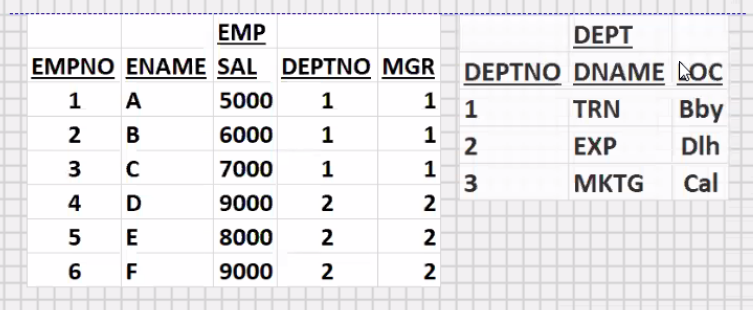 EMP
EMPNO ENAME SAL DEPTNO MGR
1 A 5000 1 1
2 B 6000 1 1
3 C 7000 1 1
4 D 9000 2 2
5 E 8000 2 2
6 F 9000 2 2
DEPT
DEPTNO DNAME LOC
1 TRN Bby
2 EXP Dlh
3 MKTG Cal